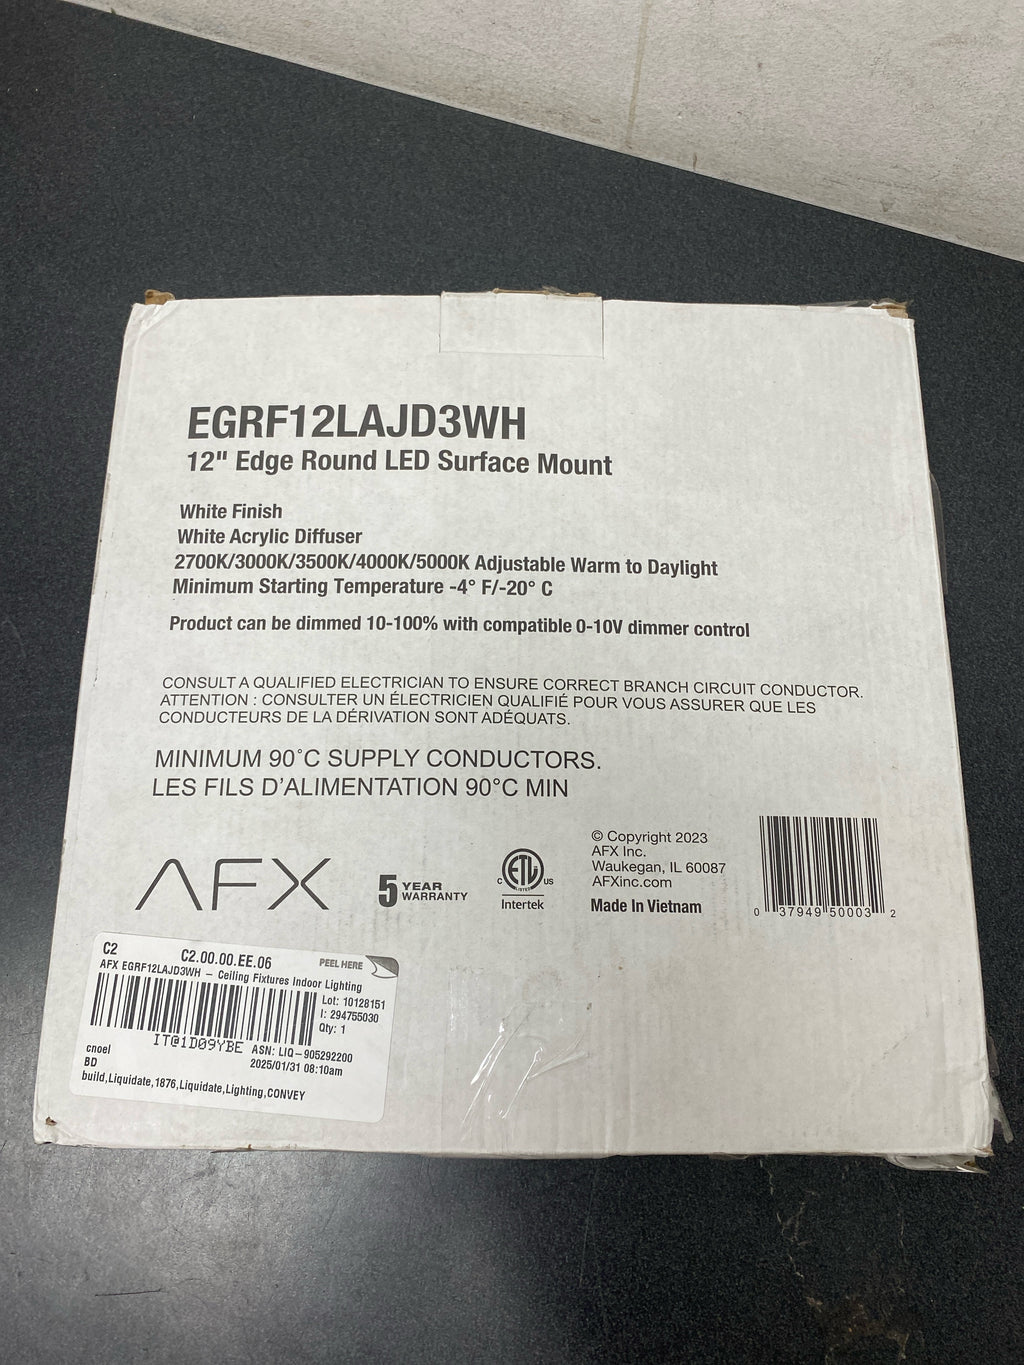 EGRF12LAJD3WH
12" Edge Round LED Surface Mount
White Finish
White Acrylic Diffuser
2700K/3000K/3500K/4000K/5000K Adjustable Warm to Daylight
Minimum Starting Temperature -4° F/-20° C
Product can be dimmed 10-100% with compatible 0-10V dimmer control
CONSULT A QUALIFIED ELECTRICIAN TO ENSURE CORRECT BRANCH CIRCUIT CONDUCTOR.
ATTENTION : CONSULTER UN ÉLECTRICIEN QUALIFIÉ POUR VOUS ASSURER QUE LES
CONDUCTEURS DE LA DÉRIVATION SONT ADÉQUATS.
MINIMUM 90°C SUPPLY CONDUCTORS.
LES FILS D'ALIMENTATION 90°C MIN
AFX
5 YEAR
WARRANTY
C ETL US
LISTED
Intertek
© Copyright 2023
AFX Inc.
Waukegan, IL 60087
AFXinc.com
Made In Vietnam
0 37949 50003 2
C2 C2.00.00.EE.06 PEEL HERE
AFX EGRF12LAJD3WH – Ceiling Fixtures Indoor Lighting
Lot: 10128151
I: 294755030
Qty: 1
IT@1D09YBE ASN: LIQ-905292200
cnoel 2025/01/31 08:10am
BD
build,Liquidate,1876,Liquidate,Lighting,CONVEY